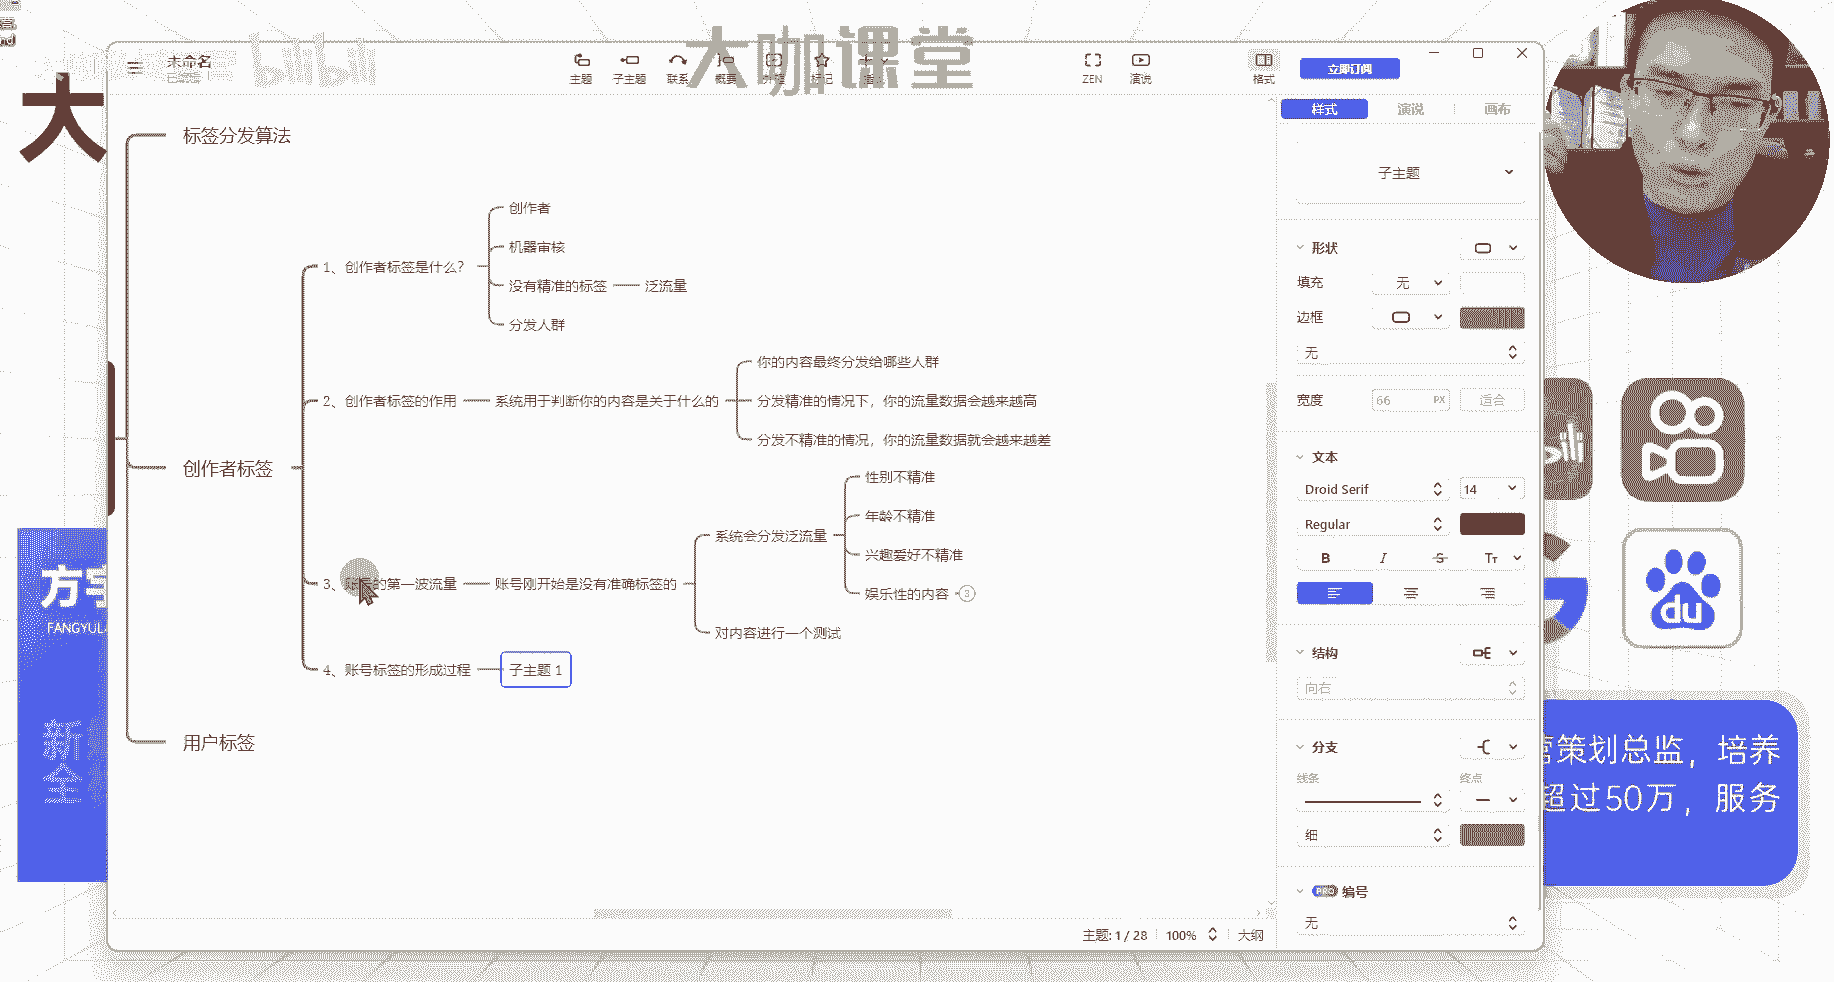 大咖课堂
bilibili
未命名
主题
子主题
联系
概要
标记
ZEN
演说
格式
立即订阅
大
样式
演说
画布
标签分发算法
子主题
创作者
机器审核
1、创作者标签是什么?
没有精准的标签
泛流量
分发人群
形状
填充
无
边框
无
你的内容最终分发给哪些人群
2、创作者标签的作用
系统用于判断你的内容是关于什么的
分发精准的情况下，你的流量数据会越来越高
分发不精准的情况，你的流量数据就会越来越差
宽度
66
PX
适合
创作者标签
文本
性别不精准
Droid Serif
14
年龄不精准
Regular
系统会分发泛流量
兴趣爱好不精准
B
I
S
TT
3、账号的第一波流量
账号刚开始是没有准确标签的
娱乐性的内容
3
对内容进行一个测试
4、账号标签的形成过程
子主题 1
结构
向右
用户标签
分支
线条
终点
细
PRO
编号
无
主题: 1 / 28
100%
大纲
方宇
FANGYU
新
全
du
营策划总监，培养
超过50万，服务